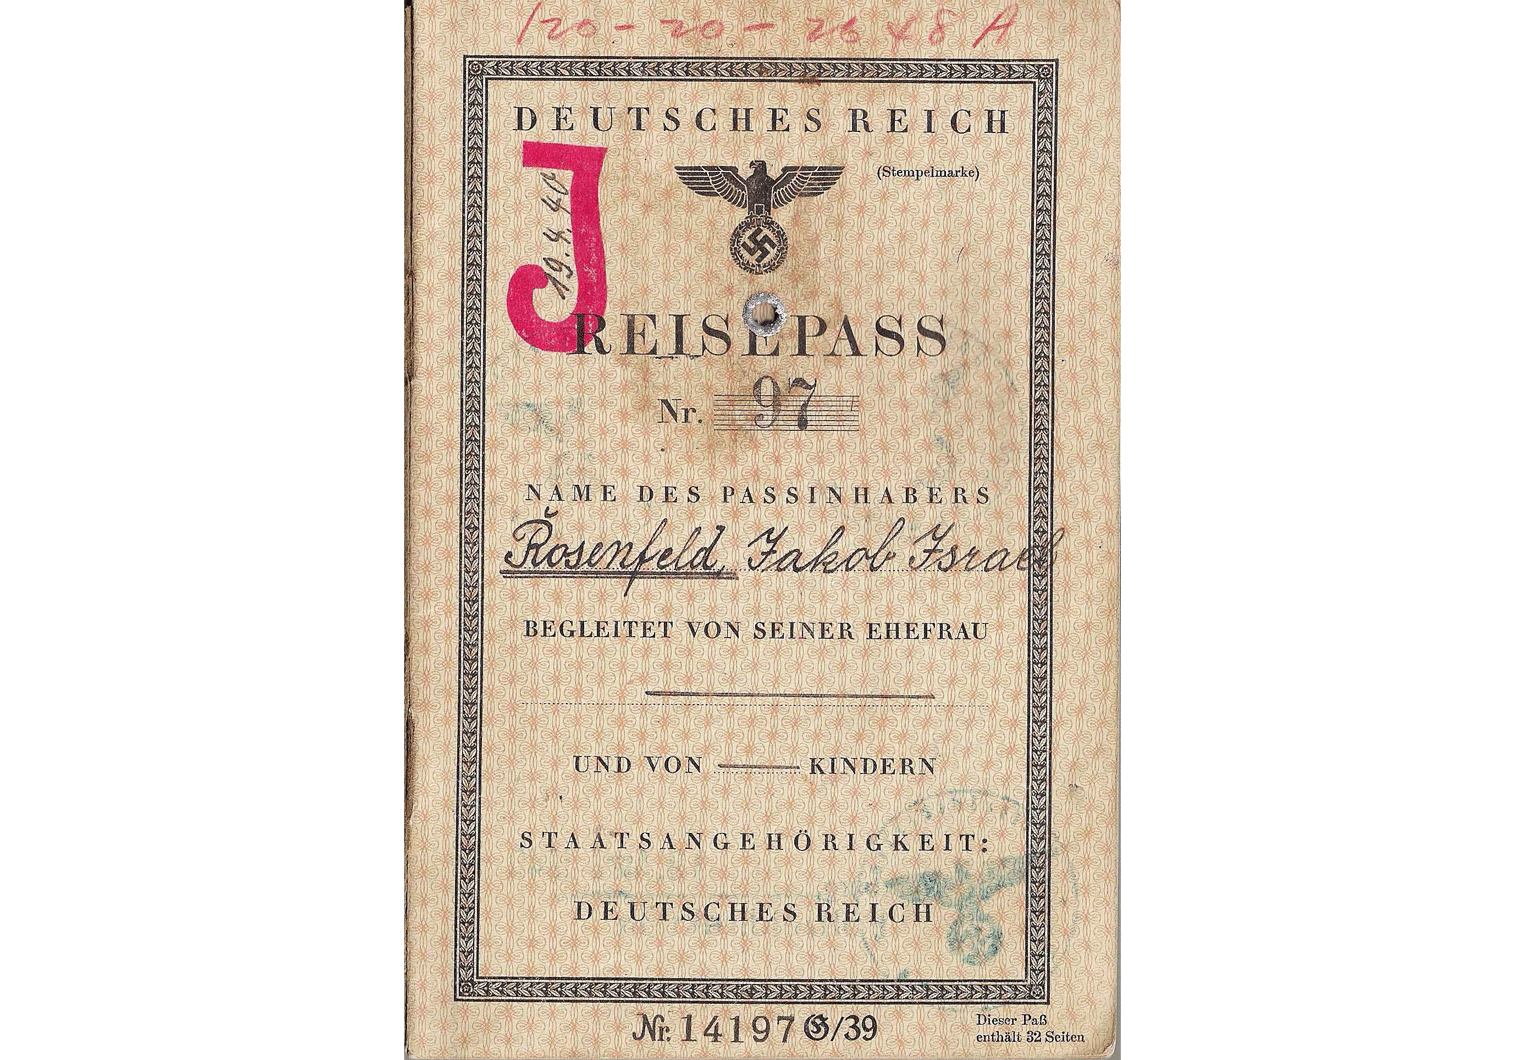 120-20-2648 A
DEUTSCHES REICH
J
19.4.40
(Stempelmarke)
REISEPASS
Nr. 97
NAME DES PASSINHABERS
Rosenfeld, Jakob Israel
BEGLEITET VON SEINER EHEFRAU
UND VON KINDERN
STAATSANGEHÖRIGKEIT:
DEUTSCHES REICH
Nr. 14197 G/39
Dieser Paß
enthält 32 Seiten